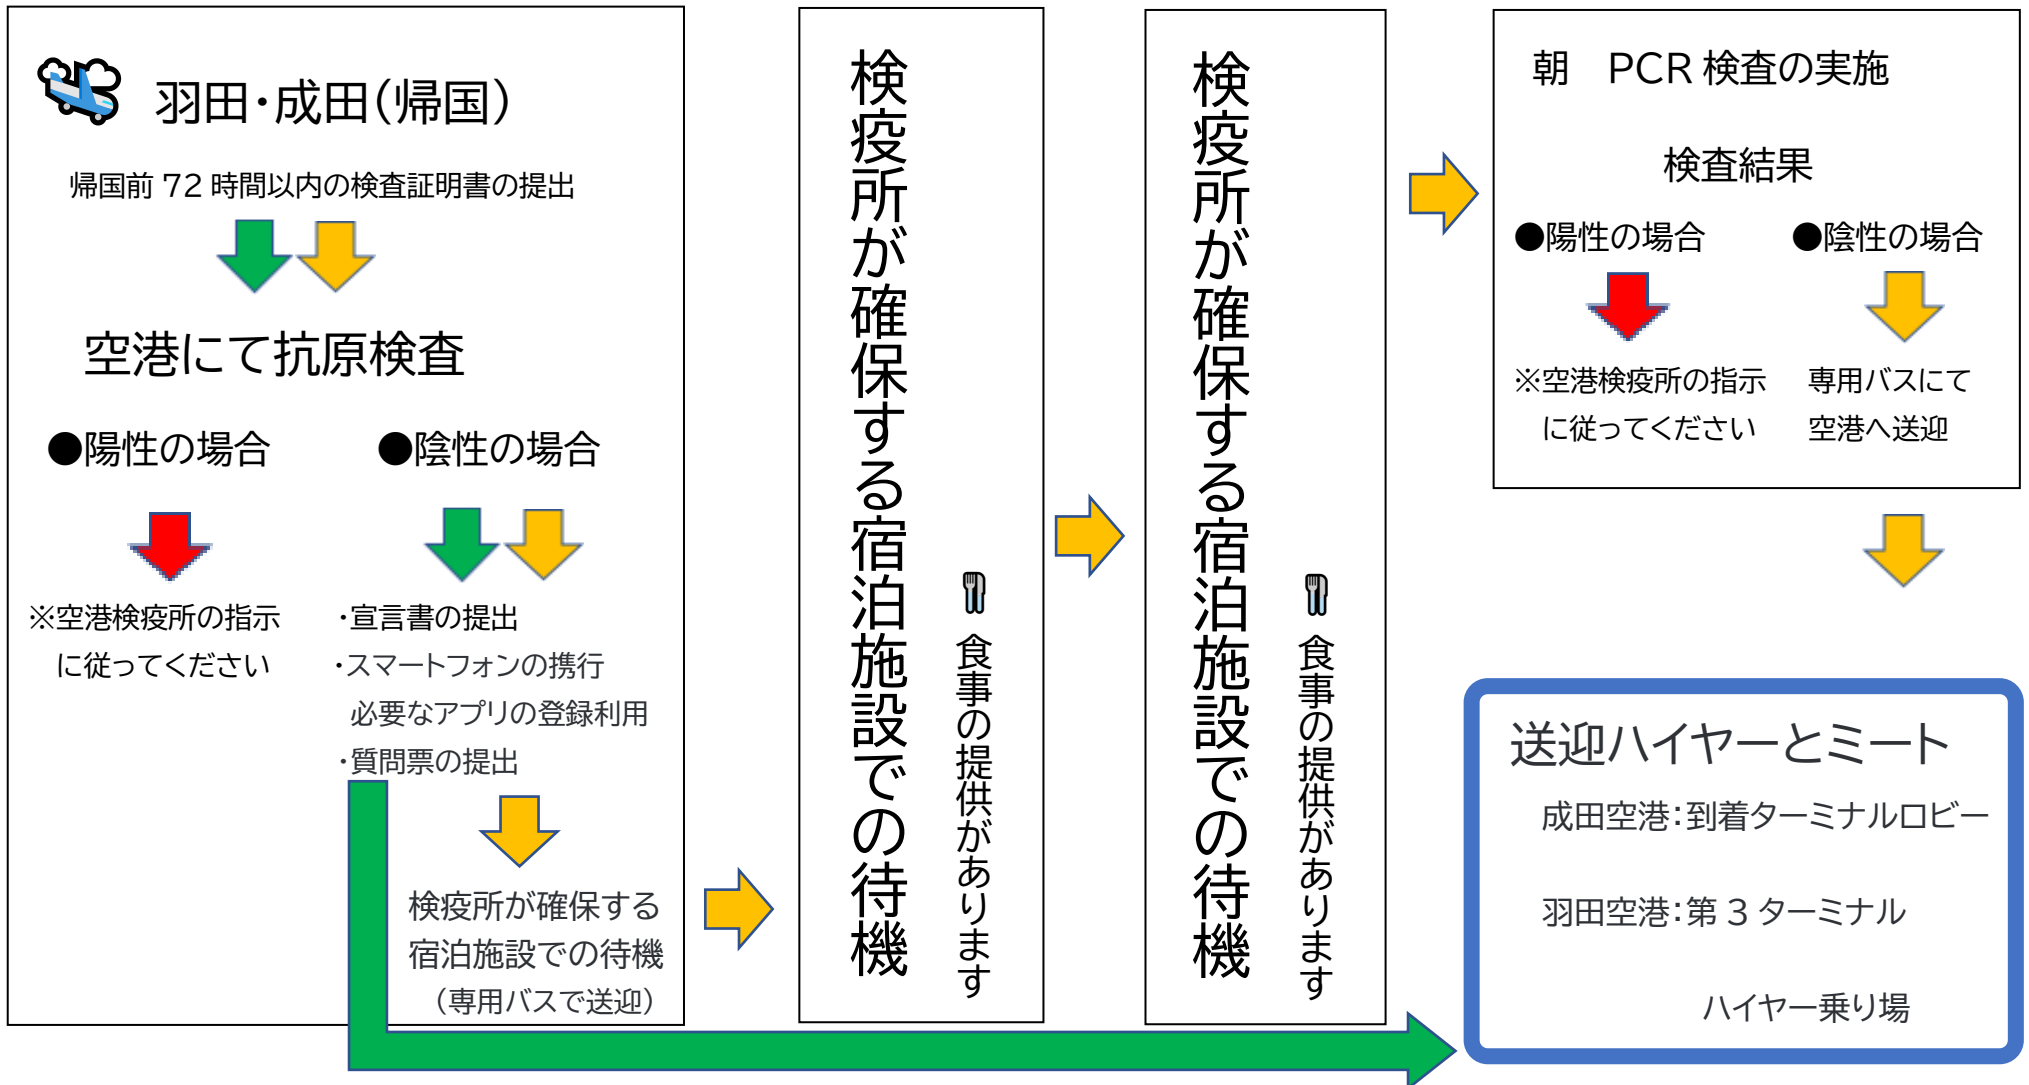 羽田・成田(帰国)
帰国前 72 時間以内の検査証明書の提出
空港にて抗原検査
●陽性の場合
※空港検疫所の指示
に従ってください
●陰性の場合
・宣言書の提出
・スマートフォンの携行
必要なアプリの登録利用
・質問票の提出
検疫所が確保する
宿泊施設での待機
(専用バスで送迎)
検疫所が確保する宿泊施設での待機
食事の提供があります
検疫所が確保する宿泊施設での待機
食事の提供があります
朝 PCR 検査の実施
検査結果
●陽性の場合
※空港検疫所の指示
に従ってください
●陰性の場合
専用バスにて
空港へ送迎
送迎ハイヤーとミート
成田空港:到着ターミナルロビー
羽田空港:第 3 ターミナル
ハイヤー乗り場